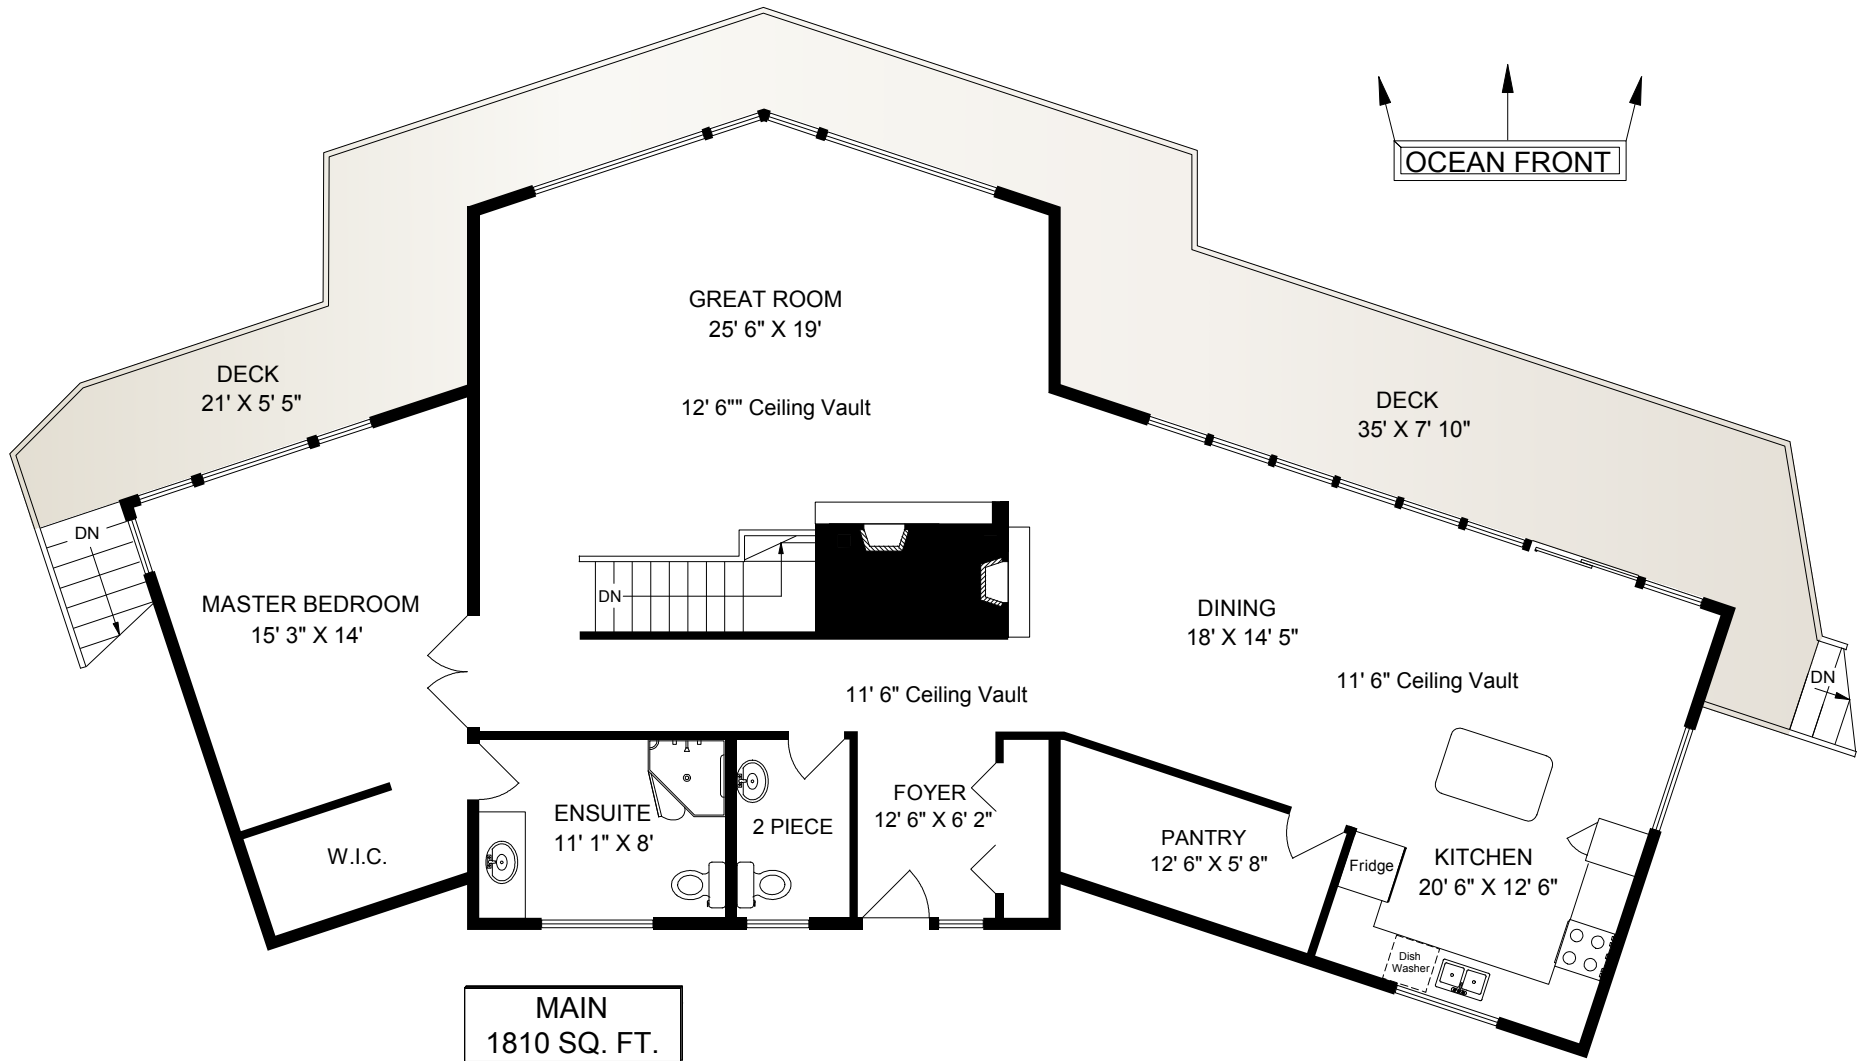 OCEAN FRONT
GREAT ROOM
25' 6" X 19'
12' 6"" Ceiling Vault
DECK
21' X 5' 5"
DECK
35' X 7' 10"
DN
MASTER BEDROOM
15' 3" X 14'
DN
DINING
18' X 14' 5"
11' 6" Ceiling Vault
11' 6" Ceiling Vault
DN
ENSUITE
11' 1" X 8'
2 PIECE
FOYER
12' 6" X 6' 2"
W.I.C.
PANTRY
12' 6" X 5' 8"
Fridge
KITCHEN
20' 6" X 12' 6"
Dish
Washer
MAIN
1810 SQ. FT.